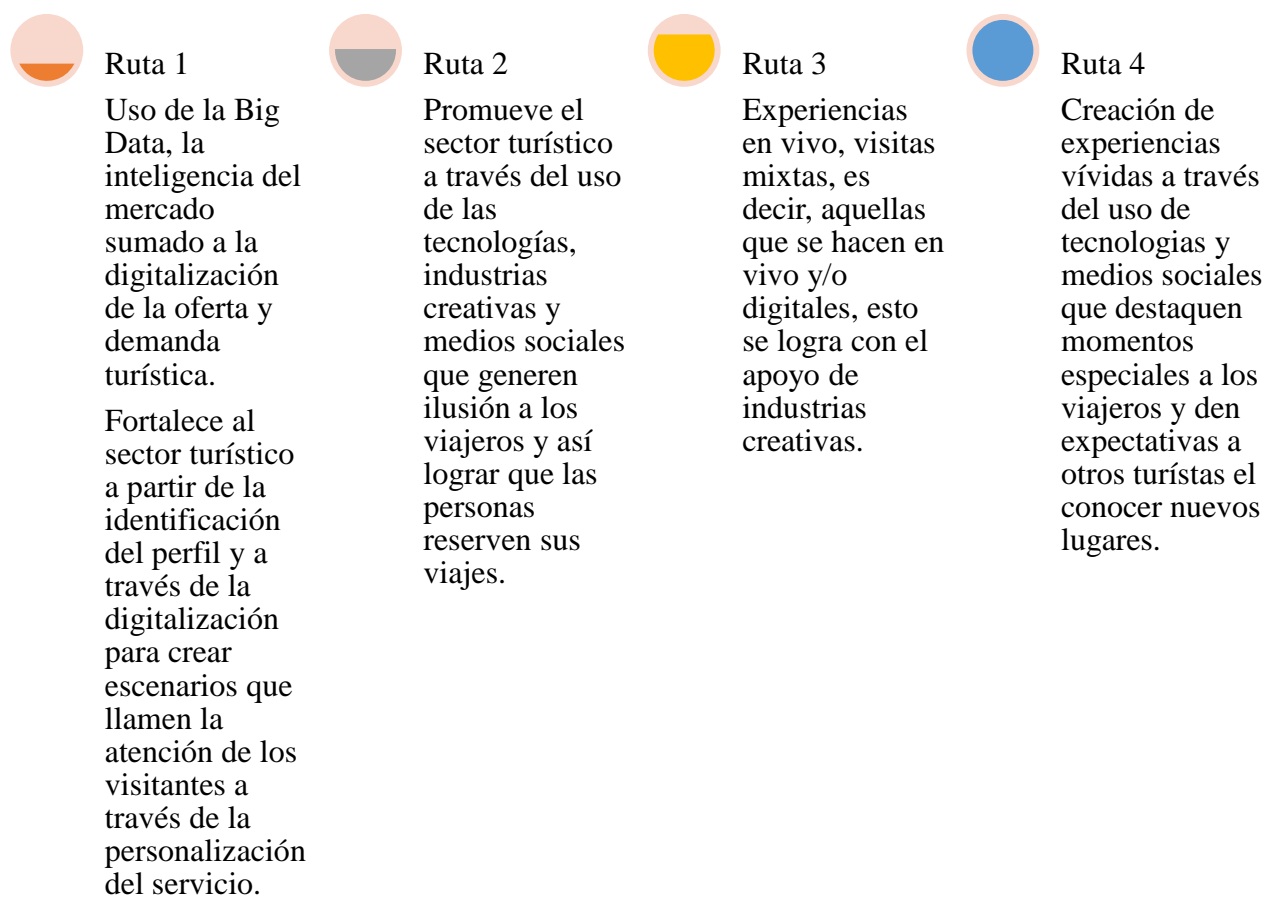 Ruta 1
Uso de la Big
Data, la
inteligencia del
mercado
sumado a la
digitalización
de la oferta y
demanda
turística.
Fortalece al
sector turístico
a partir de la
identificación
del perfil y a
través de la
digitalización
para crear
escenarios que
llamen la
atención de los
visitantes a
través de la
personalización
del servicio.
Ruta 2
Promueve el
sector turístico
a través del uso
de las
tecnologías,
industrias
creativas y
medios sociales
que generen
ilusión a los
viajeros y así
lograr que las
personas
reserven sus
viajes.
Ruta 3
Experiencias
en vivo, visitas
mixtas, es
decir, aquellas
que se hacen en
vivo y/o
digitales, esto
se logra con el
apoyo de
industrias
creativas.
Ruta 4
Creación de
experiencias
vívidas a través
del uso de
tecnologias y
medios sociales
que destaquen
momentos
especiales a los
viajeros y den
expectativas a
otros turístas el
conocer nuevos
lugares.